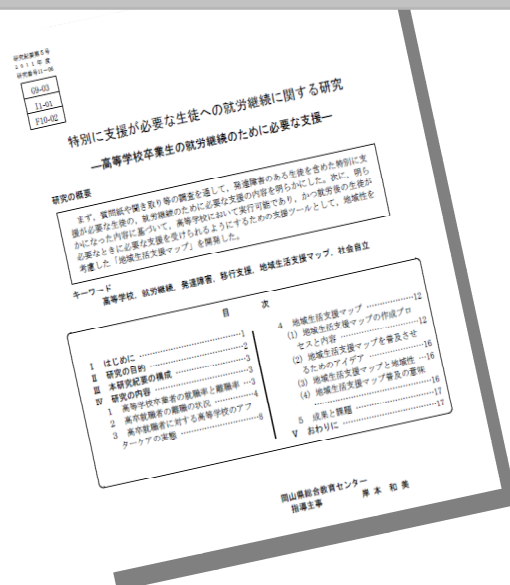 研究紀要第5号
2011年度
研究番号11－06
G9-03
I1-01
F10-02
特別に支援が必要な生徒への就労継続に関する研究
―高等学校卒業生の就労継続のために必要な支援―
研究の概要
まず，質問紙や聞き取り等の調査を通して，発達障害のある生徒を含めた特別に支
援が必要な生徒の，就労継続のために必要な支援の内容を明らかにした。次に，明ら
かになった内容に基づいて，高等学校において実行可能であり，かつ就労後の生徒が
必要なときに必要な支援を受けられるようにするための支援ツールとして，地域性を
考慮した「地域生活支援マップ」を開発した。
キーワード
高等学校，就労継続，発達障害，移行支援，地域生活支援マップ，社会自立
目 次
Ⅰ はじめに ……………………1
Ⅱ 研究の目的 …………………2
Ⅲ 本研究紀要の構成 …………3
Ⅳ 研究の内容 …………………3
1 高等学校卒業者の就職率と離職率 …3
2 高卒就職者の離職の状況 …………4
3 高卒就職者に対する高等学校のアフ
ターケアの実態 ……………………8
4 地域生活支援マップ …………12
(1) 地域生活支援マップの作成プロ
セスと内容 ……………………12
(2) 地域生活支援マップを普及させ
るためのアイデア ……………16
(3) 地域生活支援マップと地域性 …16
(4) 地域生活支援マップ普及の意味
……………………………………16
5 成果と課題 ……………………17
Ⅴ おわりに ………………………17
岡山県総合教育センター
指導主事 岸本和美